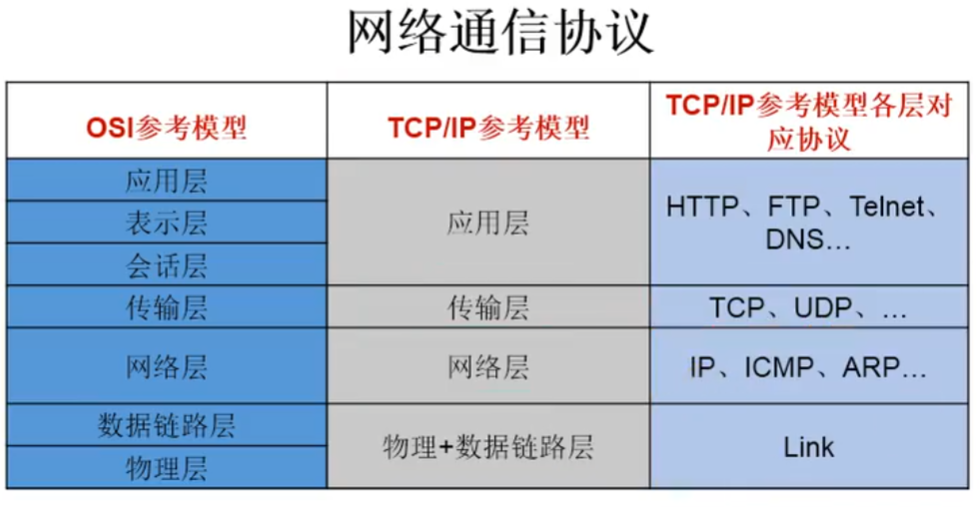 网络通信协议
OSI参考模型
TCP/IP参考模型
TCP/IP参考模型各层对
应协议
应用层
表示层
会话层
应用层
HTTP、FTP、Telnet、
DNS…
传输层
传输层
TCP、UDP、…
网络层
网络层
IP、ICMP、ARP…
数据链路层
物理层
物理+数据链路层
Link